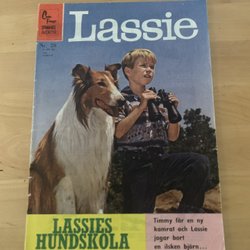 Lassie
LASSIES
HUNDSKOLA
Timmy får en ny
kamrat och Lassie
jagar bort
en ilsken björn...